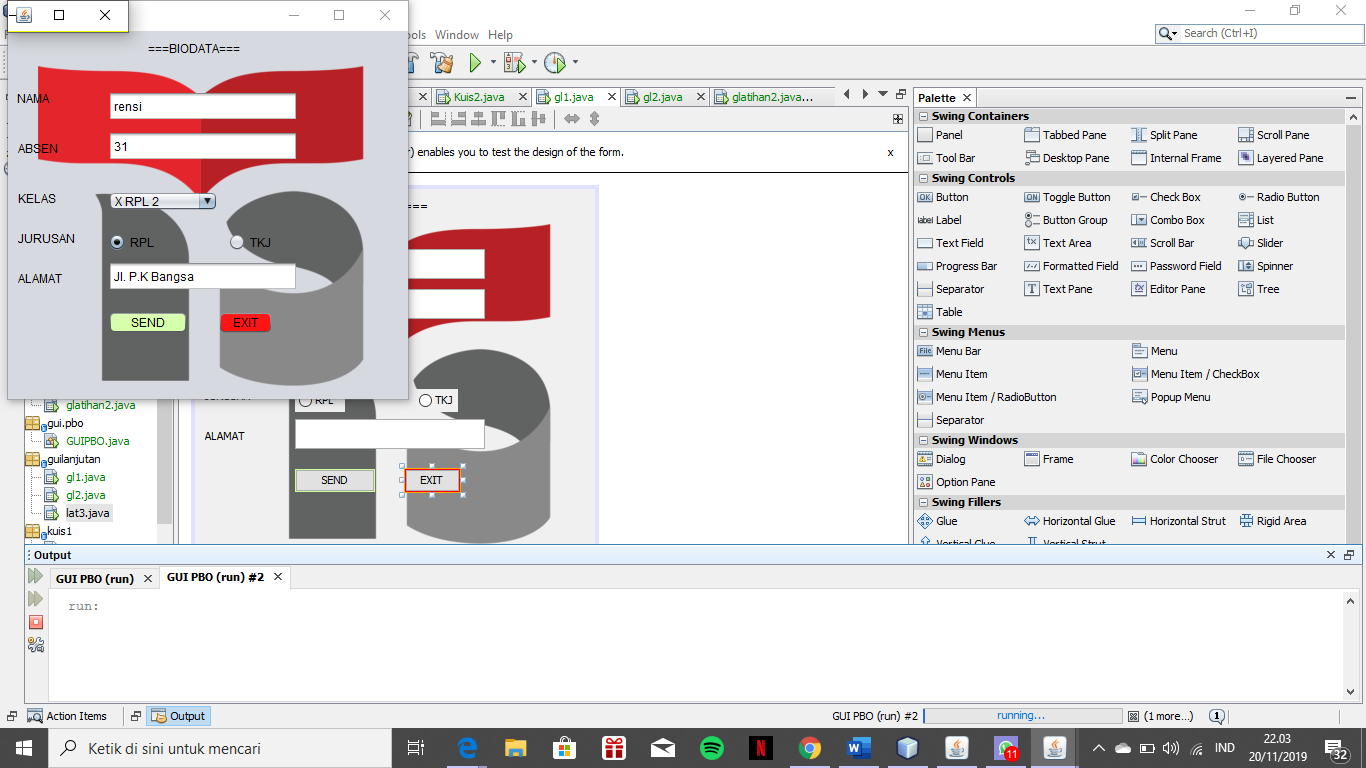 ===BIODATA===
NAMA
rensi
ABSEN
31
KELAS
X RPL 2
JURUSAN
RPL
TKJ
ALAMAT
Jl. P.K Bangsa
SEND
EXIT
ools Window Help
Search (Ctrl+I)
Kuis2.java
gl1.java
gl2.java
glatihan2.java...
r) enables you to test the design of the form.
x
===
RPL
TKJ
ALAMAT
SEND
EXIT
glatihan2.java
gui.pbo
GUIPBO.java
guilanjutan
gl1.java
gl2.java
lat3.java
kuis1
Palette
Swing Containers
Panel Tabbed Pane Split Pane Scroll Pane
Tool Bar Desktop Pane Internal Frame Layered Pane
Swing Controls
Button Toggle Button Check Box Radio Button
Label Button Group Combo Box List
Text Field Text Area Scroll Bar Slider
Progress Bar Formatted Field Password Field Spinner
Separator Text Pane Editor Pane Tree
Table
Swing Menus
Menu Bar Menu
Menu Item Menu Item / CheckBox
Menu Item / RadioButton Popup Menu
Separator
Swing Windows
Dialog Frame Color Chooser File Chooser
Option Pane
Swing Fillers
Glue Horizontal Glue Horizontal Strut Rigid Area
Vertical Glue Vertical Strut
Output
GUI PBO (run)
GUI PBO (run) #2
run:
Action Items
Output
GUI PBO (run) #2
running...
(1 more...)
1
Ketik di sini untuk mencari
11
IND
22.03
20/11/2019
32